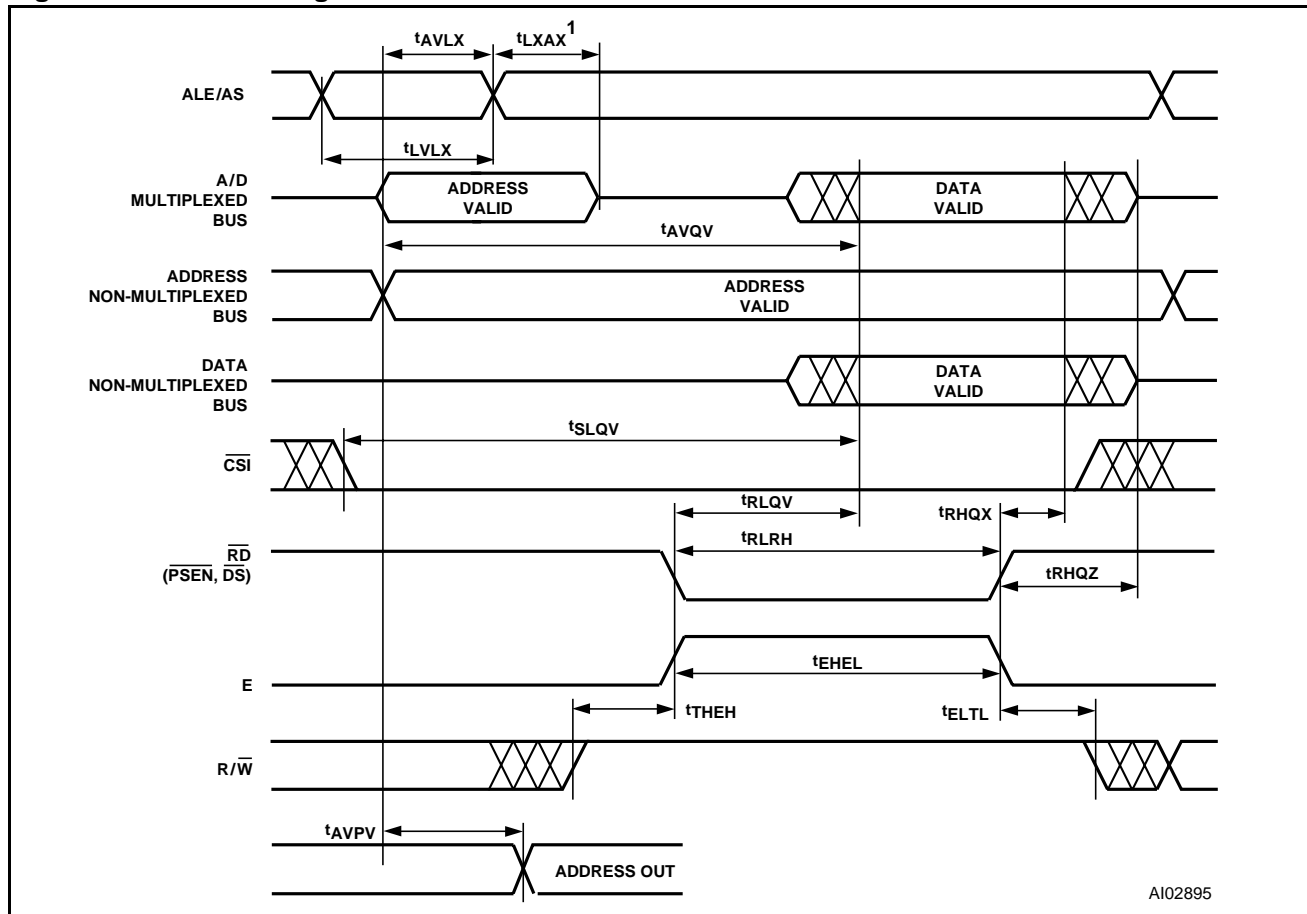 tAVLX
tLXAX1
ALE/AS
tLVLX
A/D
MULTIPLEXED
BUS
ADDRESS
VALID
DATA
VALID
tAVQV
ADDRESS
NON-MULTIPLEXED
BUS
ADDRESS
VALID
DATA
NON-MULTIPLEXED
BUS
DATA
VALID
tSLQV
CSI
tRLQV
tRHQX
tRLRH
RD
(PSEN, DS)
tRHQZ
tEHEL
E
tTHEH
tELTL
R/W
tAVPV
ADDRESS OUT
AI02895